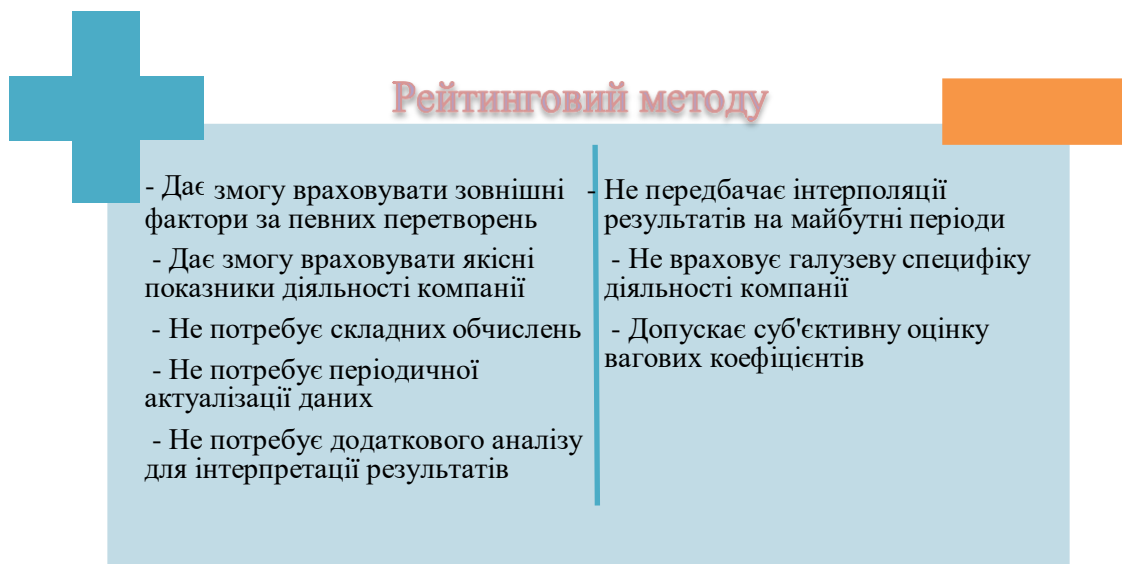 Рейтинговий методу
- Дає змогу враховувати зовнішні
фактори за певних перетворень
- Дає змогу враховувати якісні
показники діяльності компанії
- Не потребує складних обчислень
- Не потребує періодичної
актуалізації даних
- Не потребує додаткового аналізу
для інтерпретації результатів
- Не передбачає інтерполяції
результатів на майбутні періоди
- Не враховує галузеву специфіку
діяльності компанії
- Допускає суб'єктивну оцінку
вагових коефіцієнтів